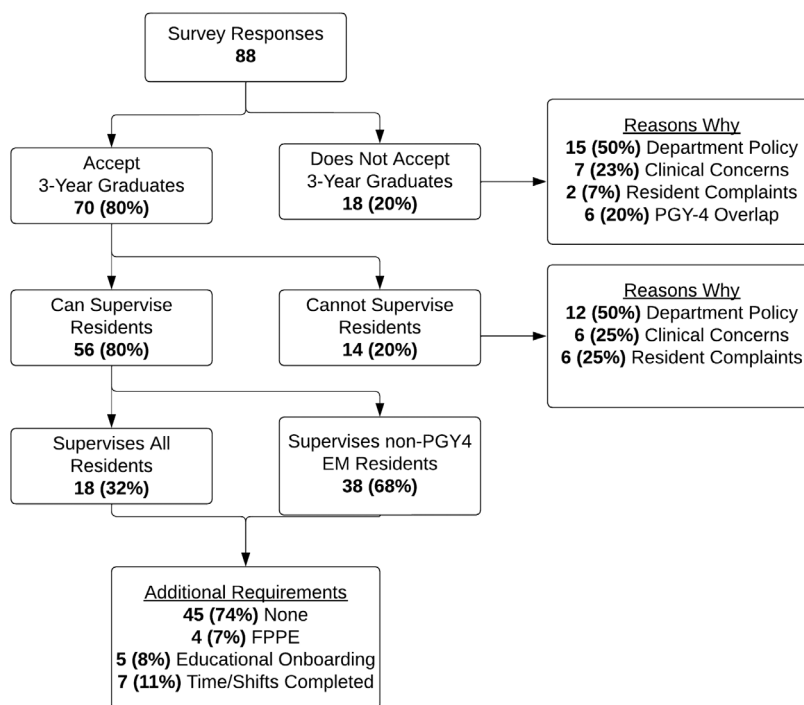 Survey Responses
88
Accept
3-Year Graduates
70 (80%)
Does Not Accept
3-Year Graduates
18 (20%)
Reasons Why
15 (50%) Department Policy
7 (23%) Clinical Concerns
2 (7%) Resident Complaints
6 (20%) PGY-4 Overlap
Can Supervise
Residents
56 (80%)
Cannot Supervise
Residents
14 (20%)
Reasons Why
12 (50%) Department Policy
6 (25%) Clinical Concerns
6 (25%) Resident Complaints
Supervises All
Residents
18 (32%)
Supervises non-PGY4
EM Residents
38 (68%)
Additional Requirements
45 (74%) None
4 (7%) FPPE
5 (8%) Educational Onboarding
7 (11%) Time/Shifts Completed